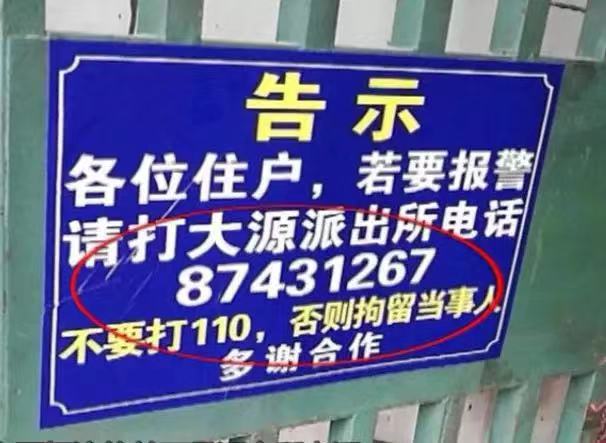 告示
各位住户，若要报警
请打大源派出所电话
87431267
不要打110，否则拘留当事人
多谢合作